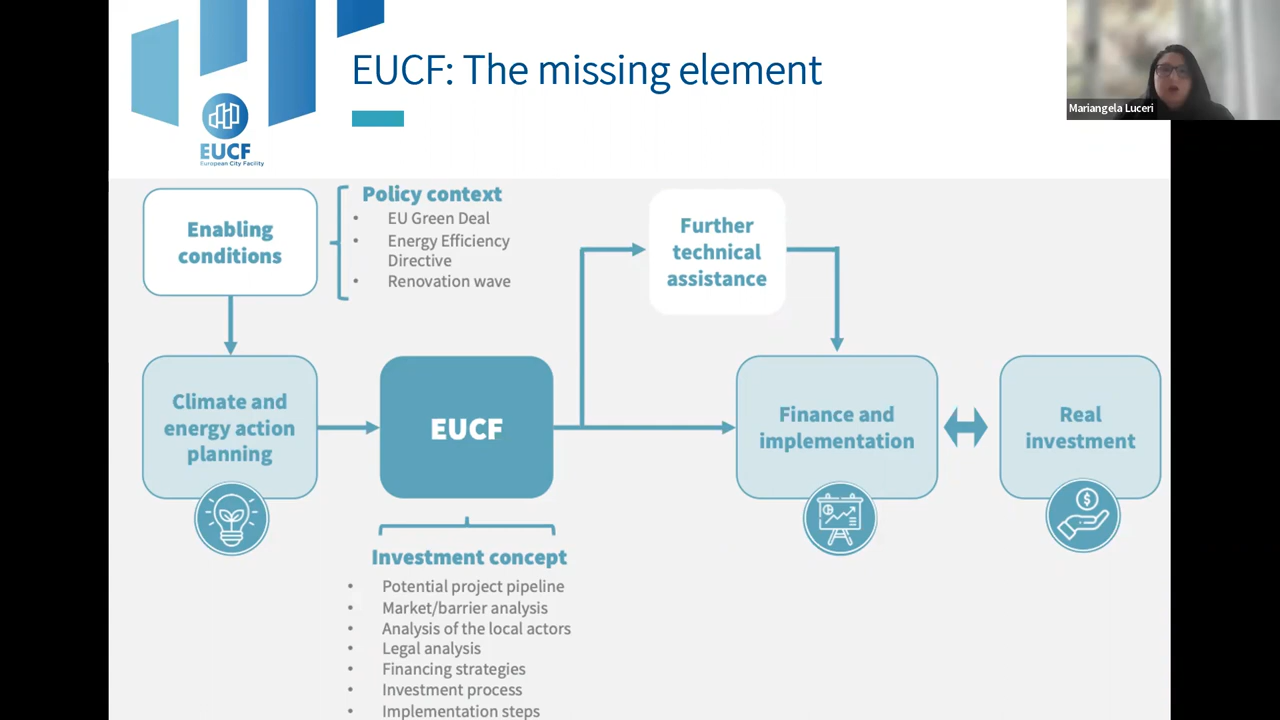 EUCF: The missing element
Mariangela Luceri
EUCF
European City Facility
Enabling
conditions
Policy context
• EU Green Deal
• Energy Efficiency
Directive
• Renovation wave
Further
technical
assistance
Climate and
energy action
planning
EUCF
Finance and
implementation
Real
investment
Investment concept
• Potential project pipeline
• Market/barrier analysis
• Analysis of the local actors
• Legal analysis
• Financing strategies
• Investment process
• Implementation steps